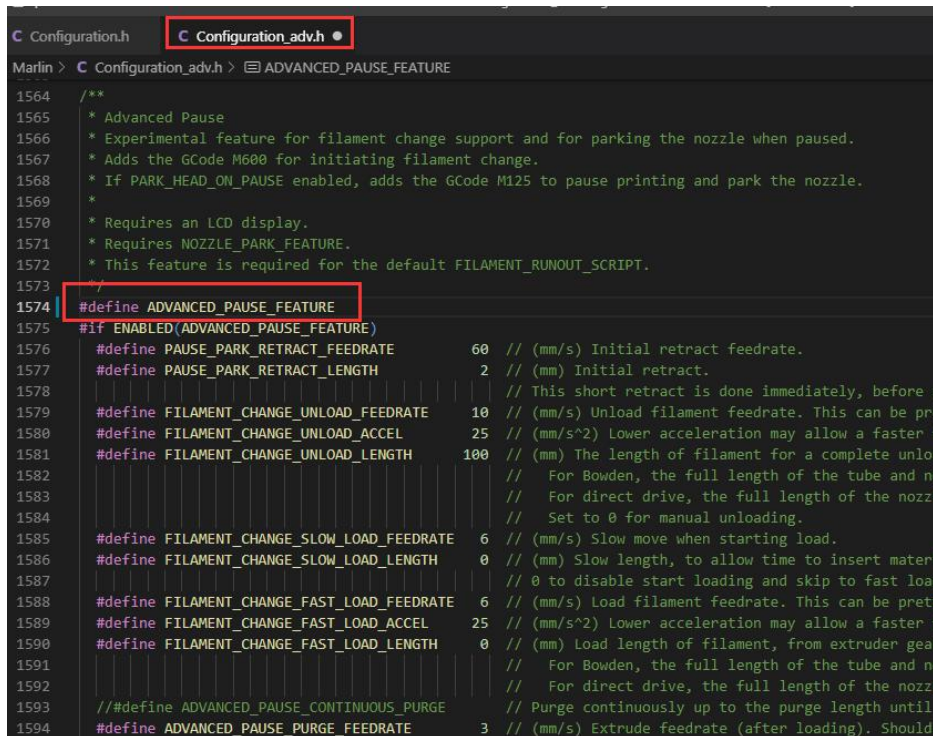 C Configuration.h C Configuration_adv.h ●
Marlin > C Configuration_adv.h > ADVANCED_PAUSE_FEATURE
1564 /**
1565 * Advanced Pause
1566 * Experimental feature for filament change support and for parking the nozzle when paused.
1567 * Adds the GCode M600 for initiating filament change.
1568 * If PARK_HEAD_ON_PAUSE enabled, adds the GCode M125 to pause printing and park the nozzle.
1569 *
1570 * Requires an LCD display.
1571 * Requires NOZZLE_PARK_FEATURE.
1572 * This feature is required for the default FILAMENT_RUNOUT_SCRIPT.
1573 */
1574 #define ADVANCED_PAUSE_FEATURE
1575 #if ENABLED(ADVANCED_PAUSE_FEATURE)
1576 #define PAUSE_PARK_RETRACT_FEEDRATE 60 // (mm/s) Initial retract feedrate.
1577 #define PAUSE_PARK_RETRACT_LENGTH 2 // (mm) Initial retract.
1578 // This short retract is done immediately, before
1579 #define FILAMENT_CHANGE_UNLOAD_FEEDRATE 10 // (mm/s) Unload filament feedrate. This can be pr
1580 #define FILAMENT_CHANGE_UNLOAD_ACCEL 25 // (mm/s^2) Lower acceleration may allow a faster
1581 #define FILAMENT_CHANGE_UNLOAD_LENGTH 100 // (mm) The length of filament for a complete unlo
1582 // For Bowden, the full length of the tube and n
1583 // For direct drive, the full length of the nozz
1584 // Set to 0 for manual unloading.
1585 #define FILAMENT_CHANGE_SLOW_LOAD_FEEDRATE 6 // (mm/s) Slow move when starting load.
1586 #define FILAMENT_CHANGE_SLOW_LOAD_LENGTH 0 // (mm) Slow length, to allow time to insert mater
1587 // 0 to disable start loading and skip to fast loa
1588 #define FILAMENT_CHANGE_FAST_LOAD_FEEDRATE 6 // (mm/s) Load filament feedrate. This can be pret
1589 #define FILAMENT_CHANGE_FAST_LOAD_ACCEL 25 // (mm/s^2) Lower acceleration may allow a faster
1590 #define FILAMENT_CHANGE_FAST_LOAD_LENGTH 0 // (mm) Load length of filament, from extruder gea
1591 // For Bowden, the full length of the tube and n
1592 // For direct drive, the full length of the nozz
1593 //#define ADVANCED_PAUSE_CONTINUOUS_PURGE // Purge continuously up to the purge length until
1594 #define ADVANCED_PAUSE_PURGE_FEEDRATE 3 // (mm/s) Extrude feedrate (after loading). Should